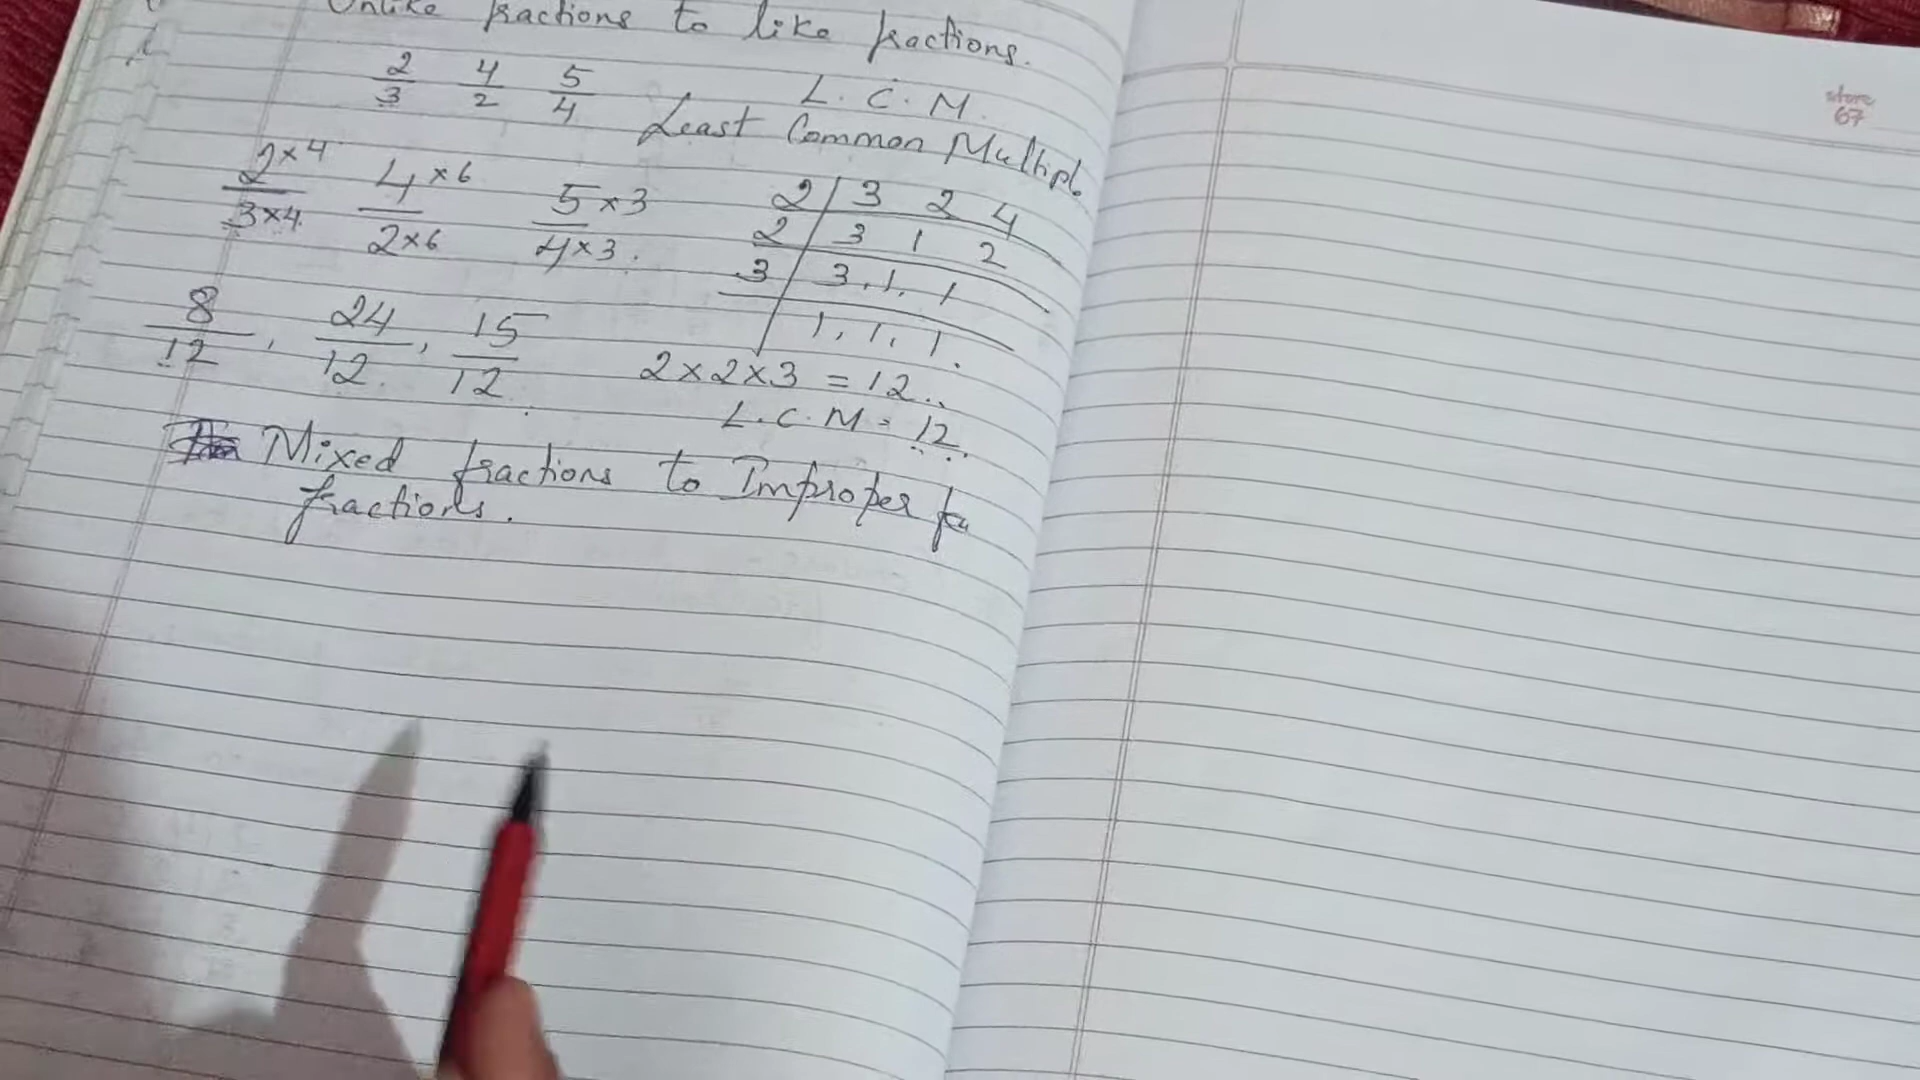 Unlike fractions to like fractions.
2/3 4/2 5/4
L. C. M.
Least Common Multipl
2×4/3×4 4×6/2×6 5×3/4×3.
2 | 3 2 4
2 | 3 1 2
3 | 3, 1, 1
1, 1, 1.
8/12, 24/12, 15/12
2×2×3 = 12..
L.C.M = 12.
Mixed fractions to Improper
fractions.
67